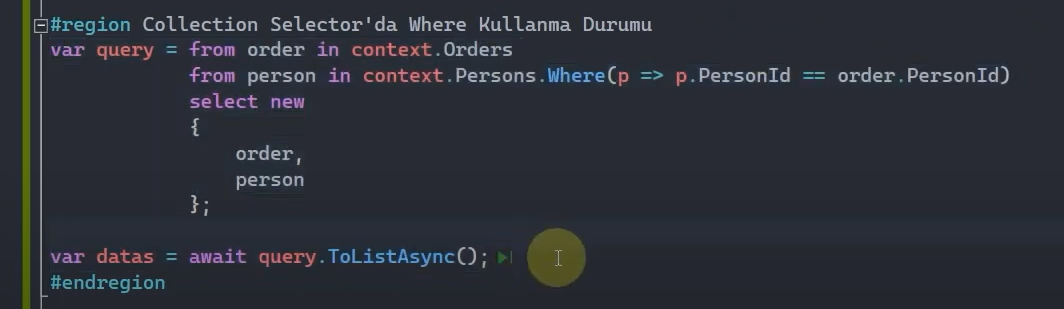 #region Collection Selector'da Where Kullanma Durumu
var query = from order in context.Orders
            from person in context.Persons.Where(p => p.PersonId == order.PersonId)
            select new
            {
                order,
                person
            };
var datas = await query.ToListAsync();
#endregion